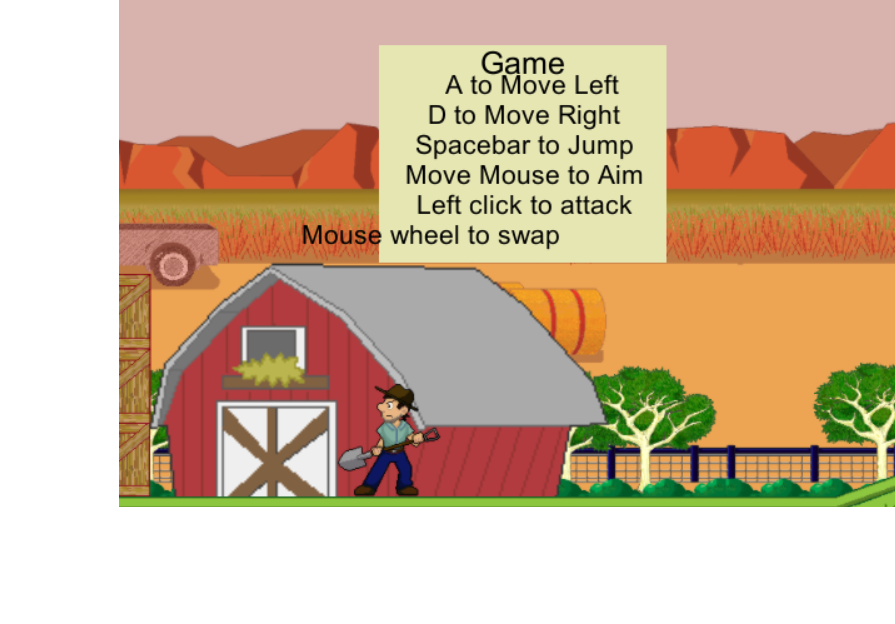 Game
A to Move Left
D to Move Right
Spacebar to Jump
Move Mouse to Aim
Left click to attack
Mouse wheel to swap